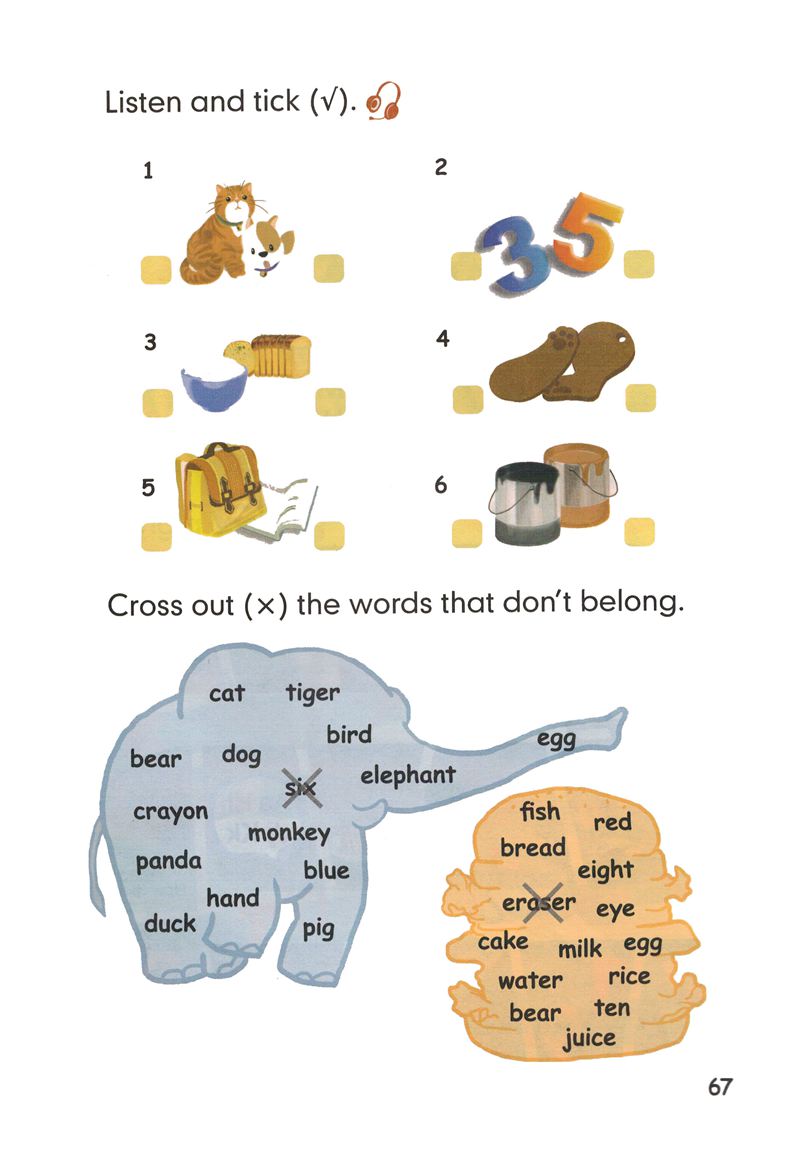 Listen and tick (√).
1
2
3 5
3
4
5
6
Cross out (×) the words that don't belong.
cat tiger
bird
egg
bear dog
six elephant
crayon
monkey
panda
blue
hand
duck
pig
fish
red
bread
eight
eraser eye
cake milk egg
water rice
bear ten
juice
67